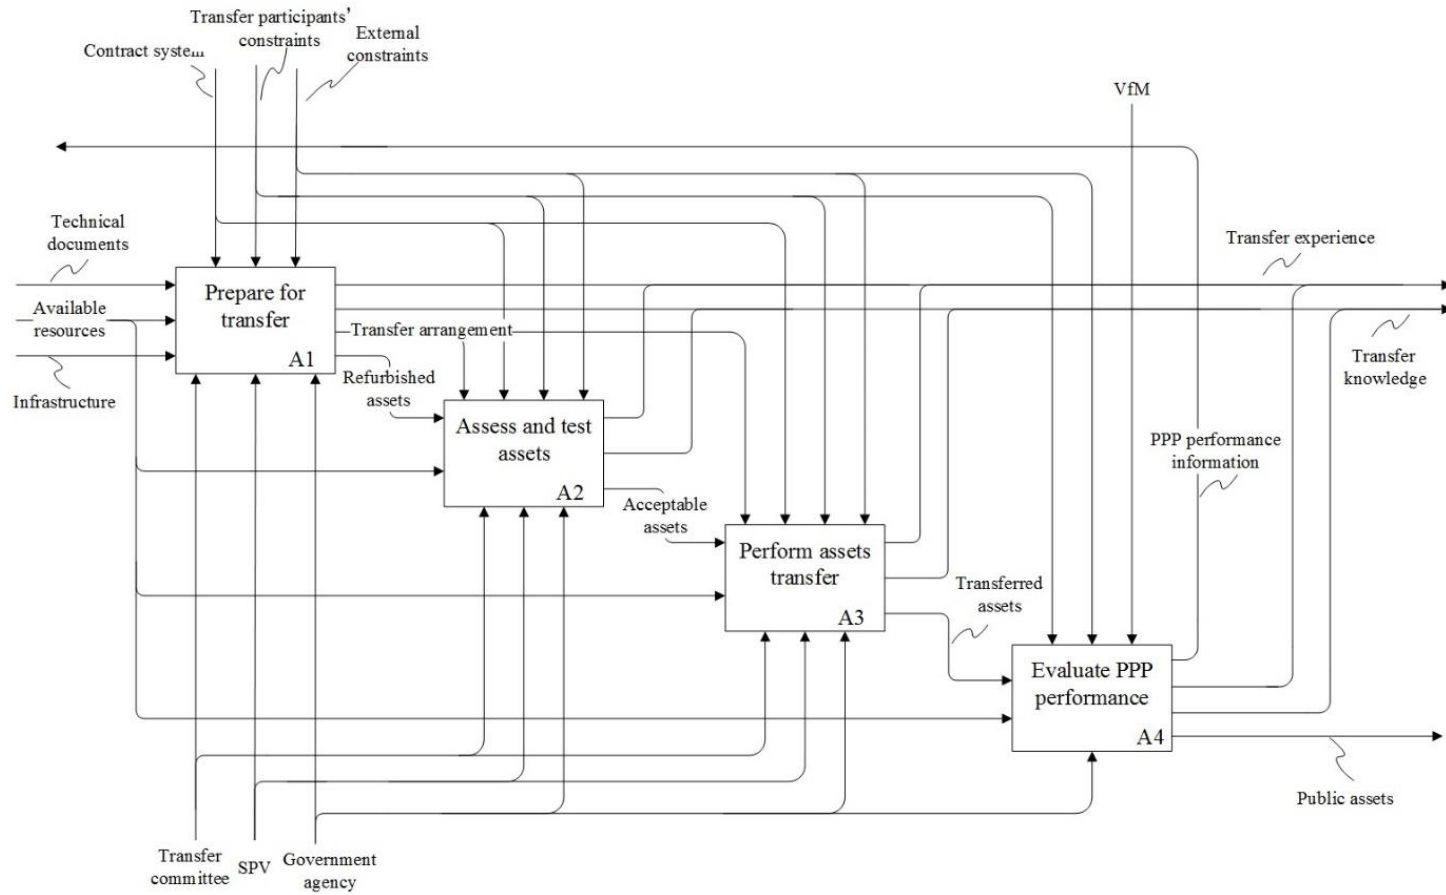 Transfer participants'
constraints
External
constraints
Contract system
VfM
Technical
documents
Transfer experience
Available
resources
Prepare for
transfer
A1
Transfer arrangement
Transfer
knowledge
Refurbished
assets
Infrastructure
Assess and test
assets
A2
PPP performance
information
Acceptable
assets
Perform assets
transfer
A3
Transferred
assets
Evaluate PPP
performance
A4
Public assets
Transfer
committee
SPV
Government
agency